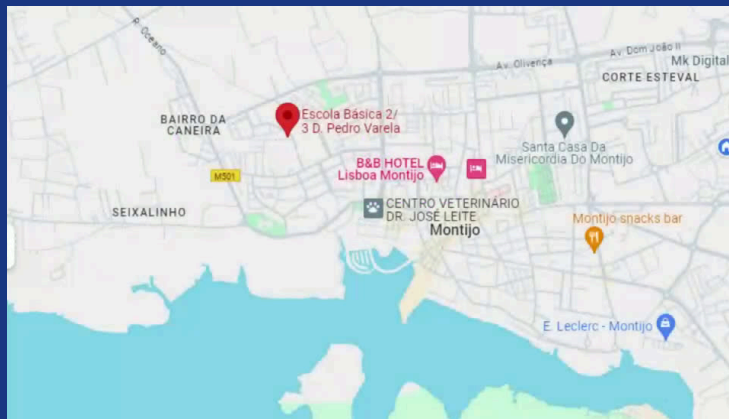 R. Oceano
Av. Olivença
Av. Dom João II
Mk Digital
CORTE ESTEVAL
BAIRRO DA
CANEIRA
Escola Básica 2/
3 D. Pedro Varela
Santa Casa Da
Misericordia Do Montijo
B&B HOTEL
Lisboa Montijo
M501
CENTRO VETERINÁRIO
DR. JOSÉ LEITE
SEIXALINHO
Montijo
Montijo snacks bar
E. Leclerc - Montijo